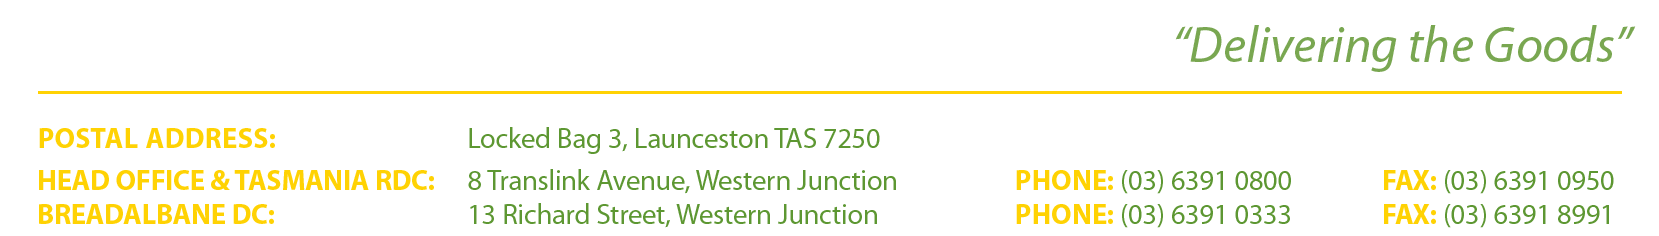 “Delivering the Goods”
POSTAL ADDRESS: Locked Bag 3, Launceston TAS 7250
HEAD OFFICE & TASMANIA RDC: 8 Translink Avenue, Western Junction PHONE: (03) 6391 0800 FAX: (03) 6391 0950
BREADALBANE DC: 13 Richard Street, Western Junction PHONE: (03) 6391 0333 FAX: (03) 6391 8991